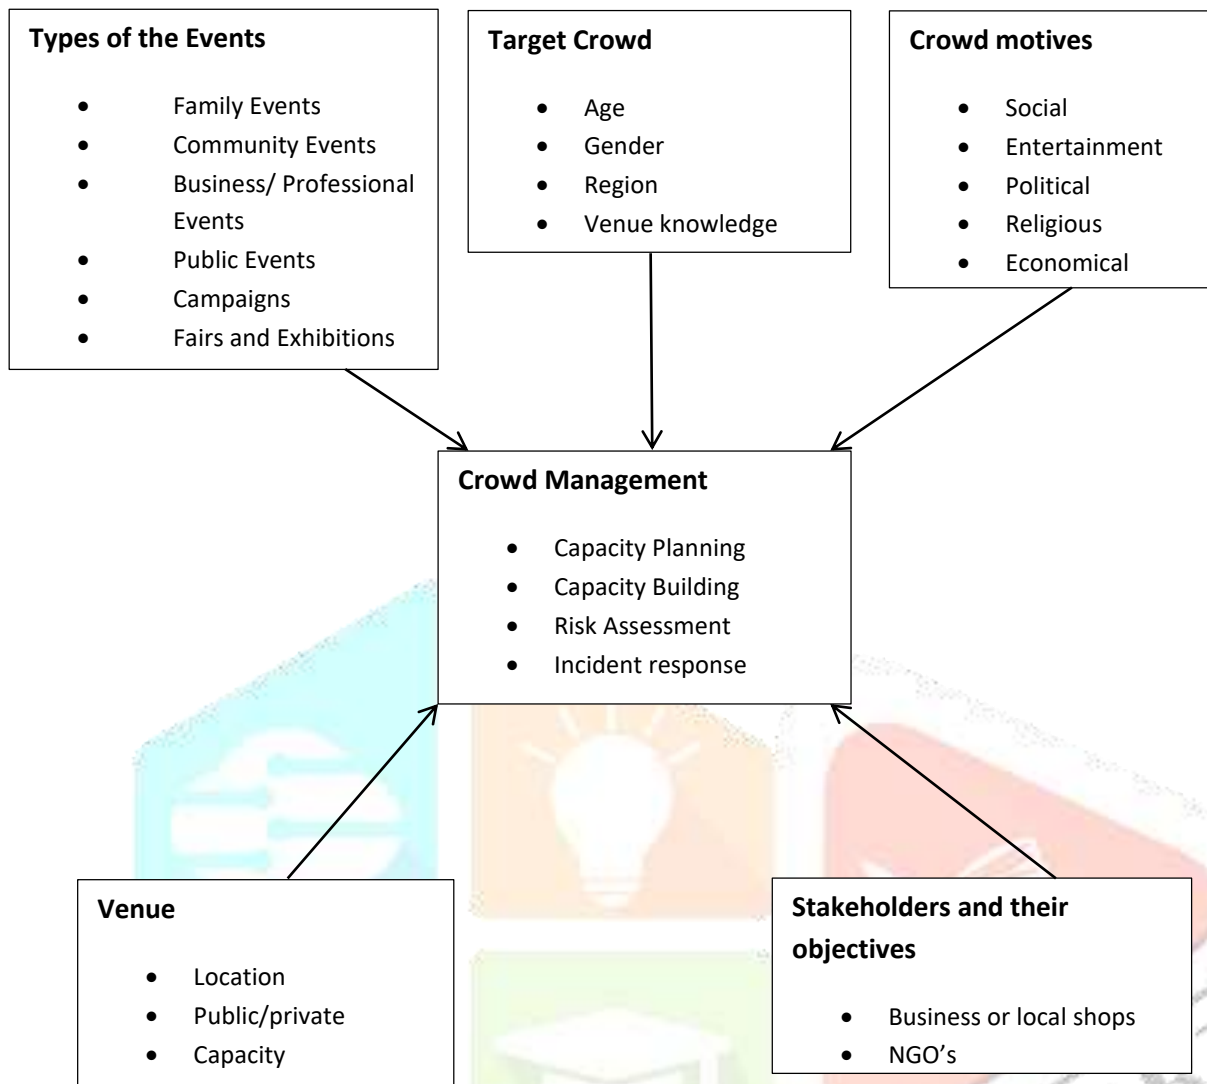 Types of the Events
• Family Events
• Community Events
• Business/ Professional
Events
• Public Events
• Campaigns
• Fairs and Exhibitions
Target Crowd
• Age
• Gender
• Region
• Venue knowledge
Crowd motives
• Social
• Entertainment
• Political
• Religious
• Economical
Crowd Management
• Capacity Planning
• Capacity Building
• Risk Assessment
• Incident response
Venue
• Location
• Public/private
• Capacity
Stakeholders and their
objectives
• Business or local shops
• NGO’s